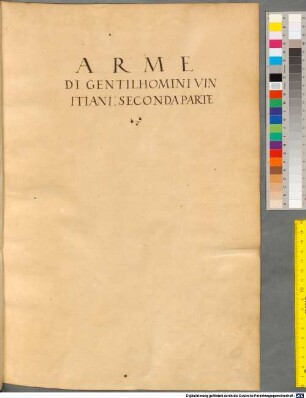 ARME
DI GENTILHOMINI VIN
ITIANI. SECONDA PARTE